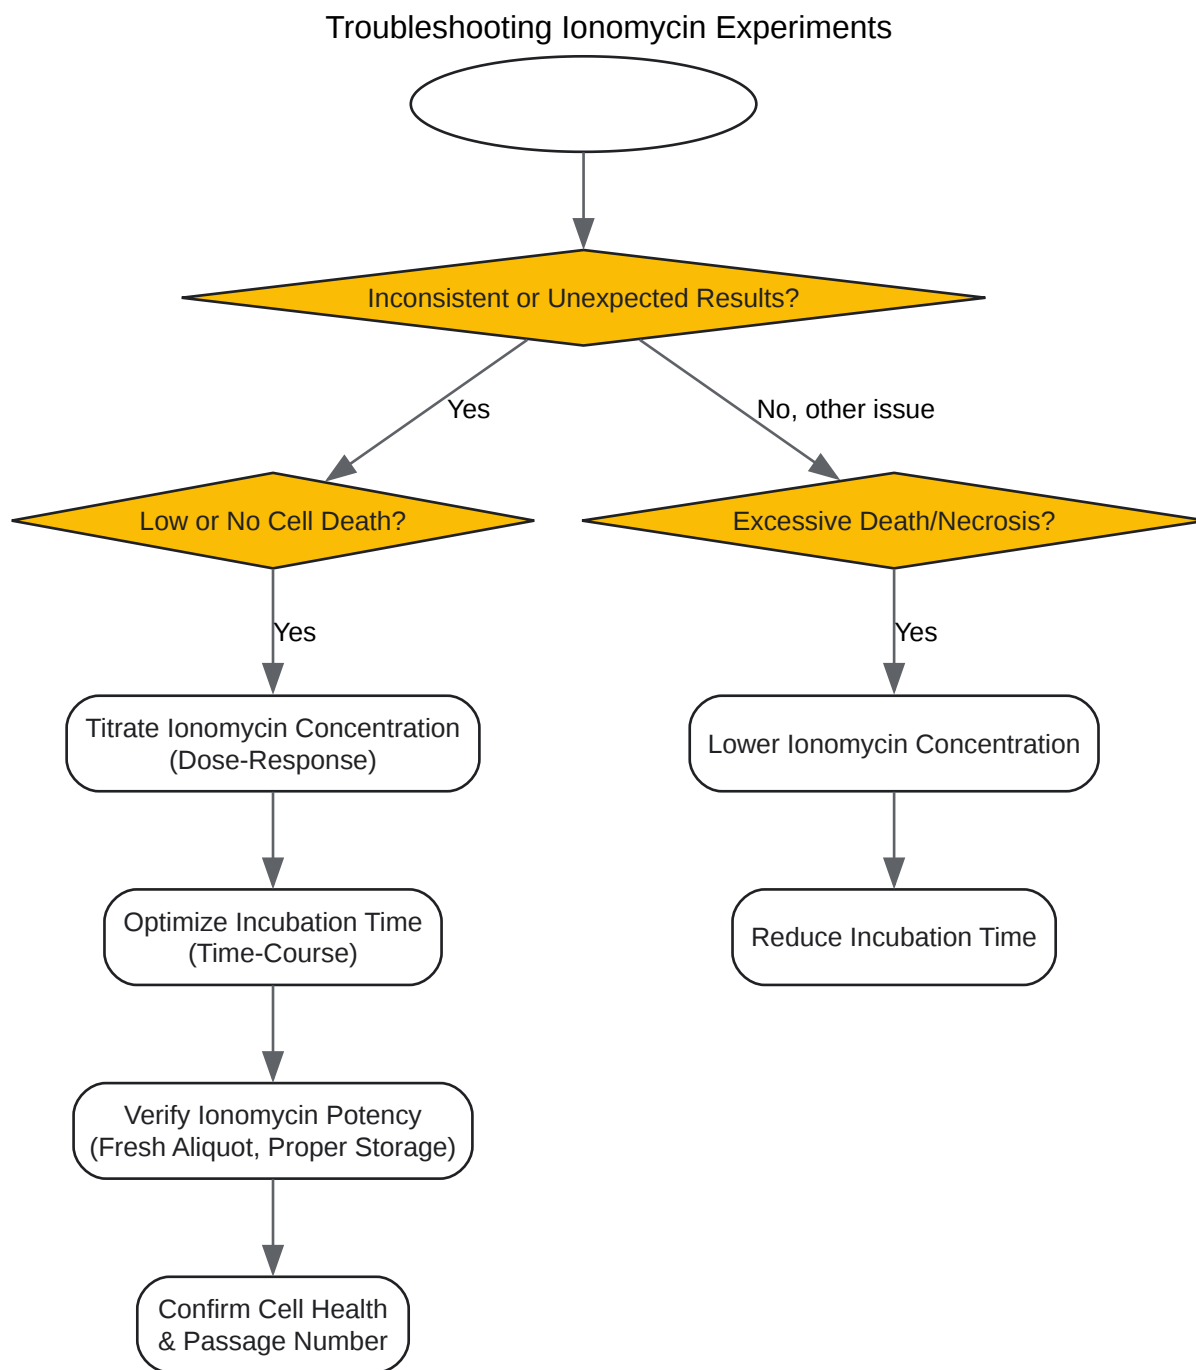 Troubleshooting Ionomycin Experiments
Inconsistent or Unexpected Results?
Yes
No, other issue
Low or No Cell Death?
Excessive Death/Necrosis?
Yes
Yes
Titrate Ionomycin Concentration
(Dose-Response)
Lower Ionomycin Concentration
Optimize Incubation Time
(Time-Course)
Reduce Incubation Time
Verify Ionomycin Potency
(Fresh Aliquot, Proper Storage)
Confirm Cell Health
& Passage Number